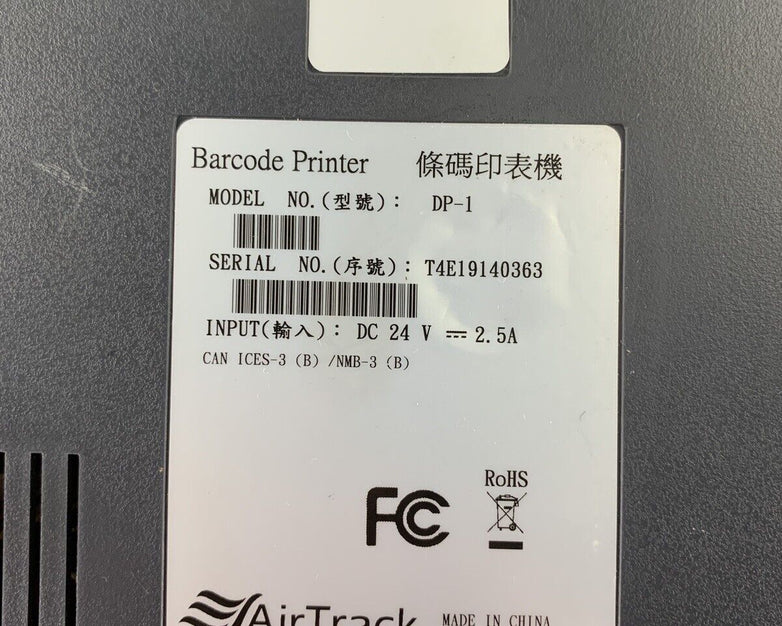 Barcode Printer 條碼印表機
MODEL NO.(型號): DP-1
SERIAL NO.(序號): T4E19140363
INPUT(輸入): DC 24 V ⎓ 2.5A
CAN ICES-3 (B) /NMB-3 (B)
RoHS
FC
AirTrack MADE IN CHINA